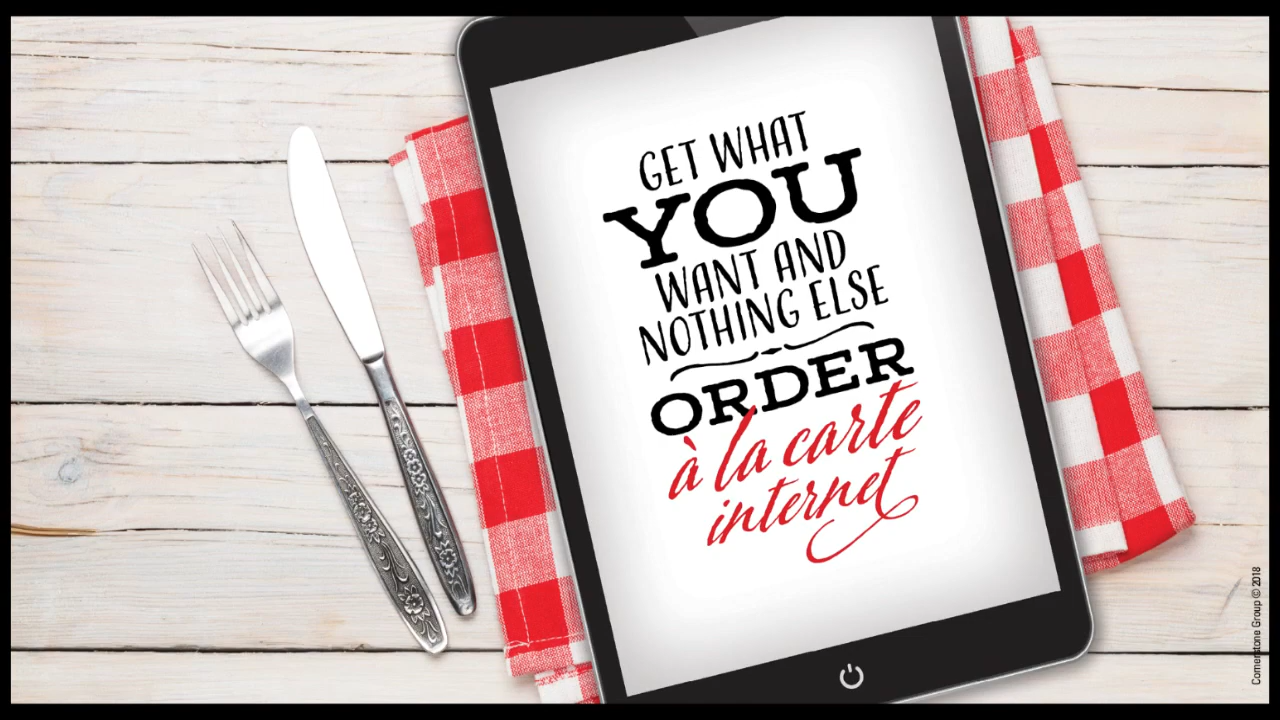 GET WHAT
YOU
WANT AND
NOTHING ELSE
ORDER
à la carte
internet
Cornerstone Group © 2018